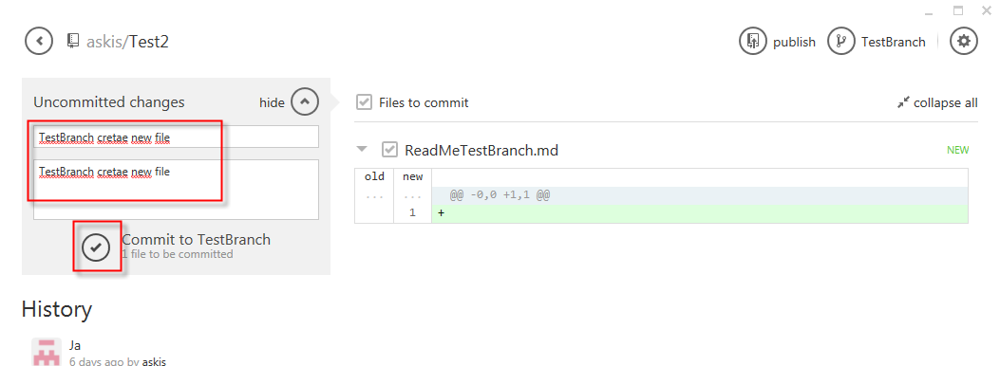 askis/Test2
publish
TestBranch
Uncommitted changes
hide
TestBranch cretae new file
TestBranch cretae new file
Commit to TestBranch
1 file to be committed
Files to commit
collapse all
ReadMeTestBranch.md
NEW
old new
... ... @@ -0,0 +1,1 @@
1 +
History
Ja
6 days ago by askis